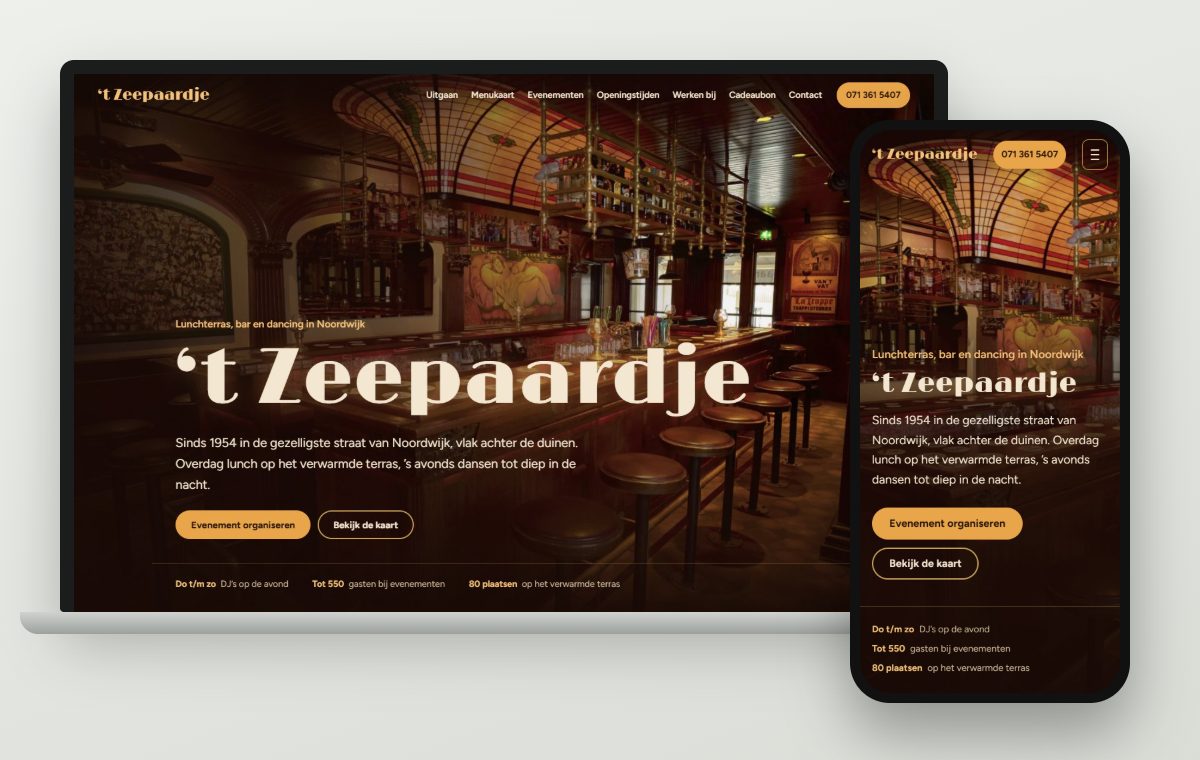 ‘t Zeepaardje
Uitgaan Menukaart Evenementen Openingstijden Werken bij Cadeaubon Contact 071 361 5407
VAN T VAT
La Trappe
TRAPPISTENBIER
Lunchterras, bar en dancing in Noordwijk
‘t Zeepaardje
Sinds 1954 in de gezelligste straat van Noordwijk, vlak achter de duinen.
Overdag lunch op het verwarmde terras, ’s avonds dansen tot diep in de
nacht.
Evenement organiseren Bekijk de kaart
Do t/m zo DJ’s op de avond Tot 550 gasten bij evenementen 80 plaatsen op het verwarmde terras
‘t Zeepaardje 071 361 5407
Lunchterras, bar en dancing in Noordwijk
‘t Zeepaardje
Sinds 1954 in de gezelligste straat van
Noordwijk, vlak achter de duinen. Overdag
lunch op het verwarmde terras, ’s avonds
dansen tot diep in de nacht.
Evenement organiseren
Bekijk de kaart
Do t/m zo DJ’s op de avond
Tot 550 gasten bij evenementen
80 plaatsen op het verwarmde terras